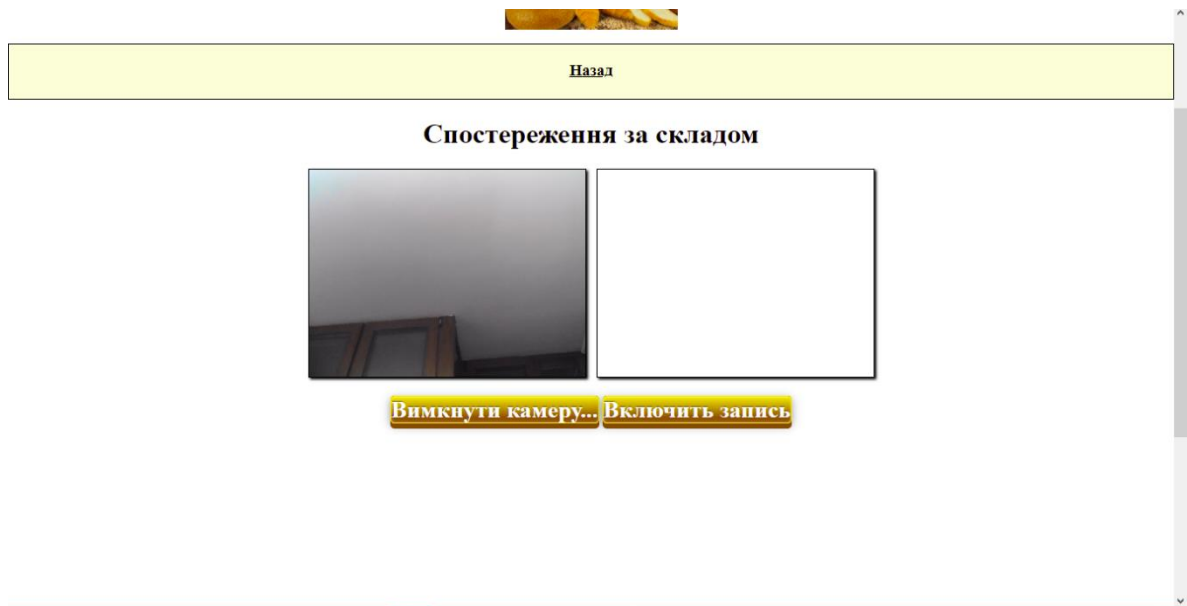 Назад
Спостереження за складом
Вимкнути камеру... Включить запись